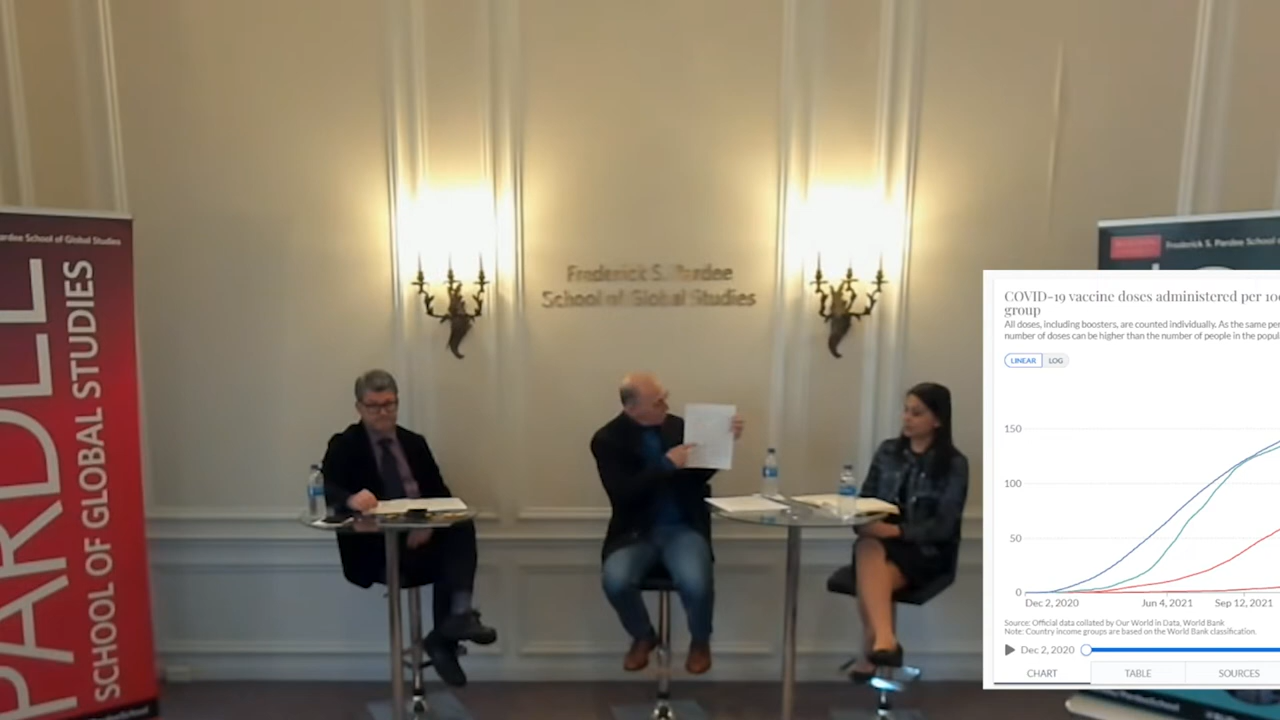 ardee School of Global Studies
PARDEE
SCHOOL OF GLOBAL STUDIES
Frederick S. Pardee
School of Global Studies
Frederick S. Pardee School
COVID-19 vaccine doses administered per 10
group
All doses, including boosters, are counted individually. As the same pe
number of doses can be higher than the number of people in the popul
LINEAR LOG
150
100
50
0
Dec 2, 2020 Jun 4, 2021 Sep 12, 2021
Source: Official data collated by Our World in Data, World Bank
Note: Country income groups are based on the World Bank classification.
Dec 2, 2020
CHART TABLE SOURCES